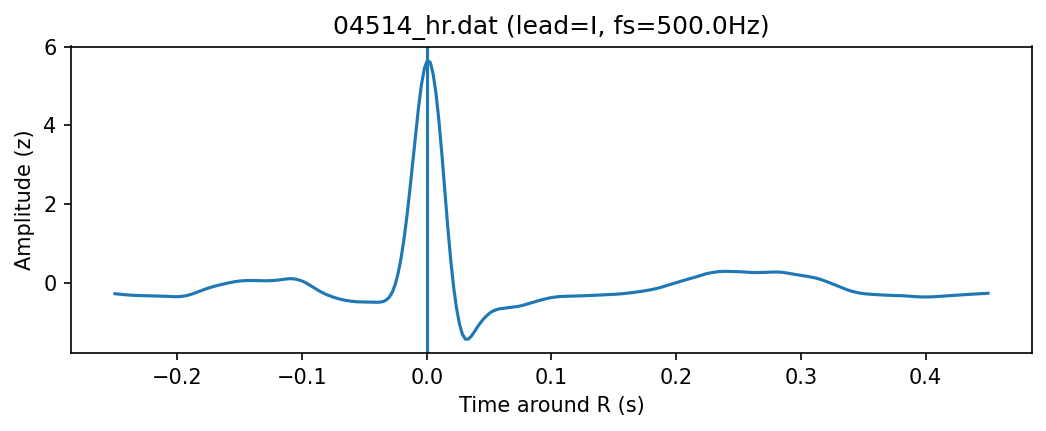 04514_hr.dat (lead=I, fs=500.0Hz)
Amplitude (z)
6
4
2
0
−0.2 −0.1 0.0 0.1 0.2 0.3 0.4
Time around R (s)